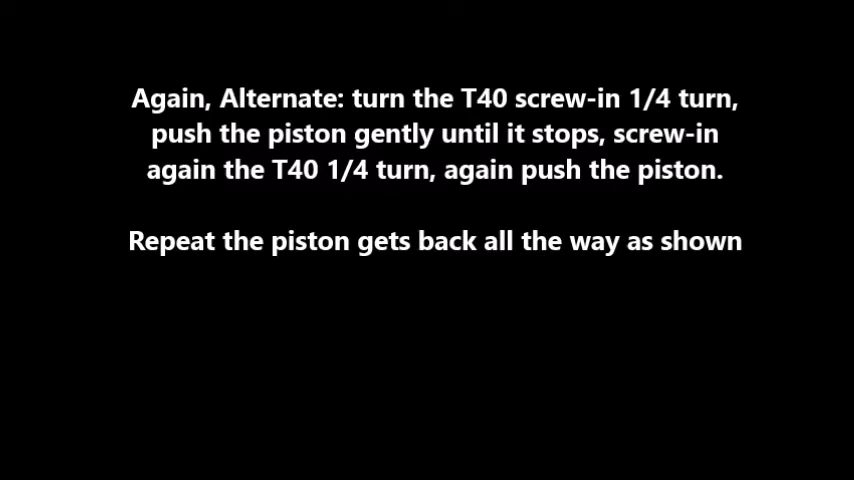 Again, Alternate: turn the T40 screw-in 1/4 turn,
push the piston gently until it stops, screw-in
again the T40 1/4 turn, again push the piston.
Repeat the piston gets back all the way as shown